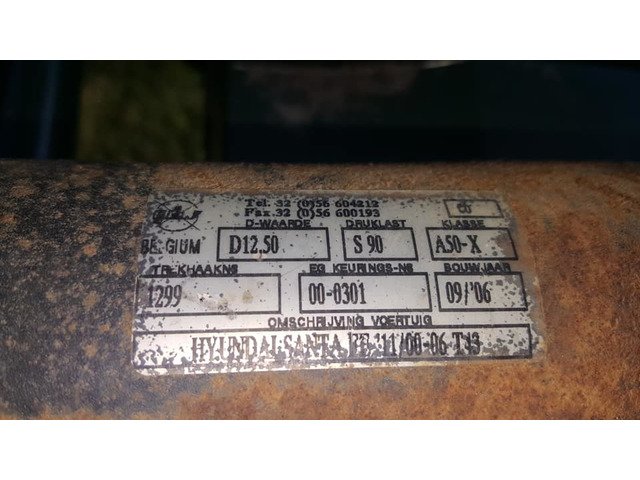 Tel. 32 (0)56 604212
Fax.32 (0)56 600193
D-WAARDE DRUKLAST KLASSE
BELGIUM D12.50 S 90 A50-X
TREKHAAKNR EG KEURINGS-NR BOUWJAAR
1299 00-0301 09/'06
OMSCHRIJVING VOERTUIG
HYUNDAI SANTA FE '11/00-06 T43